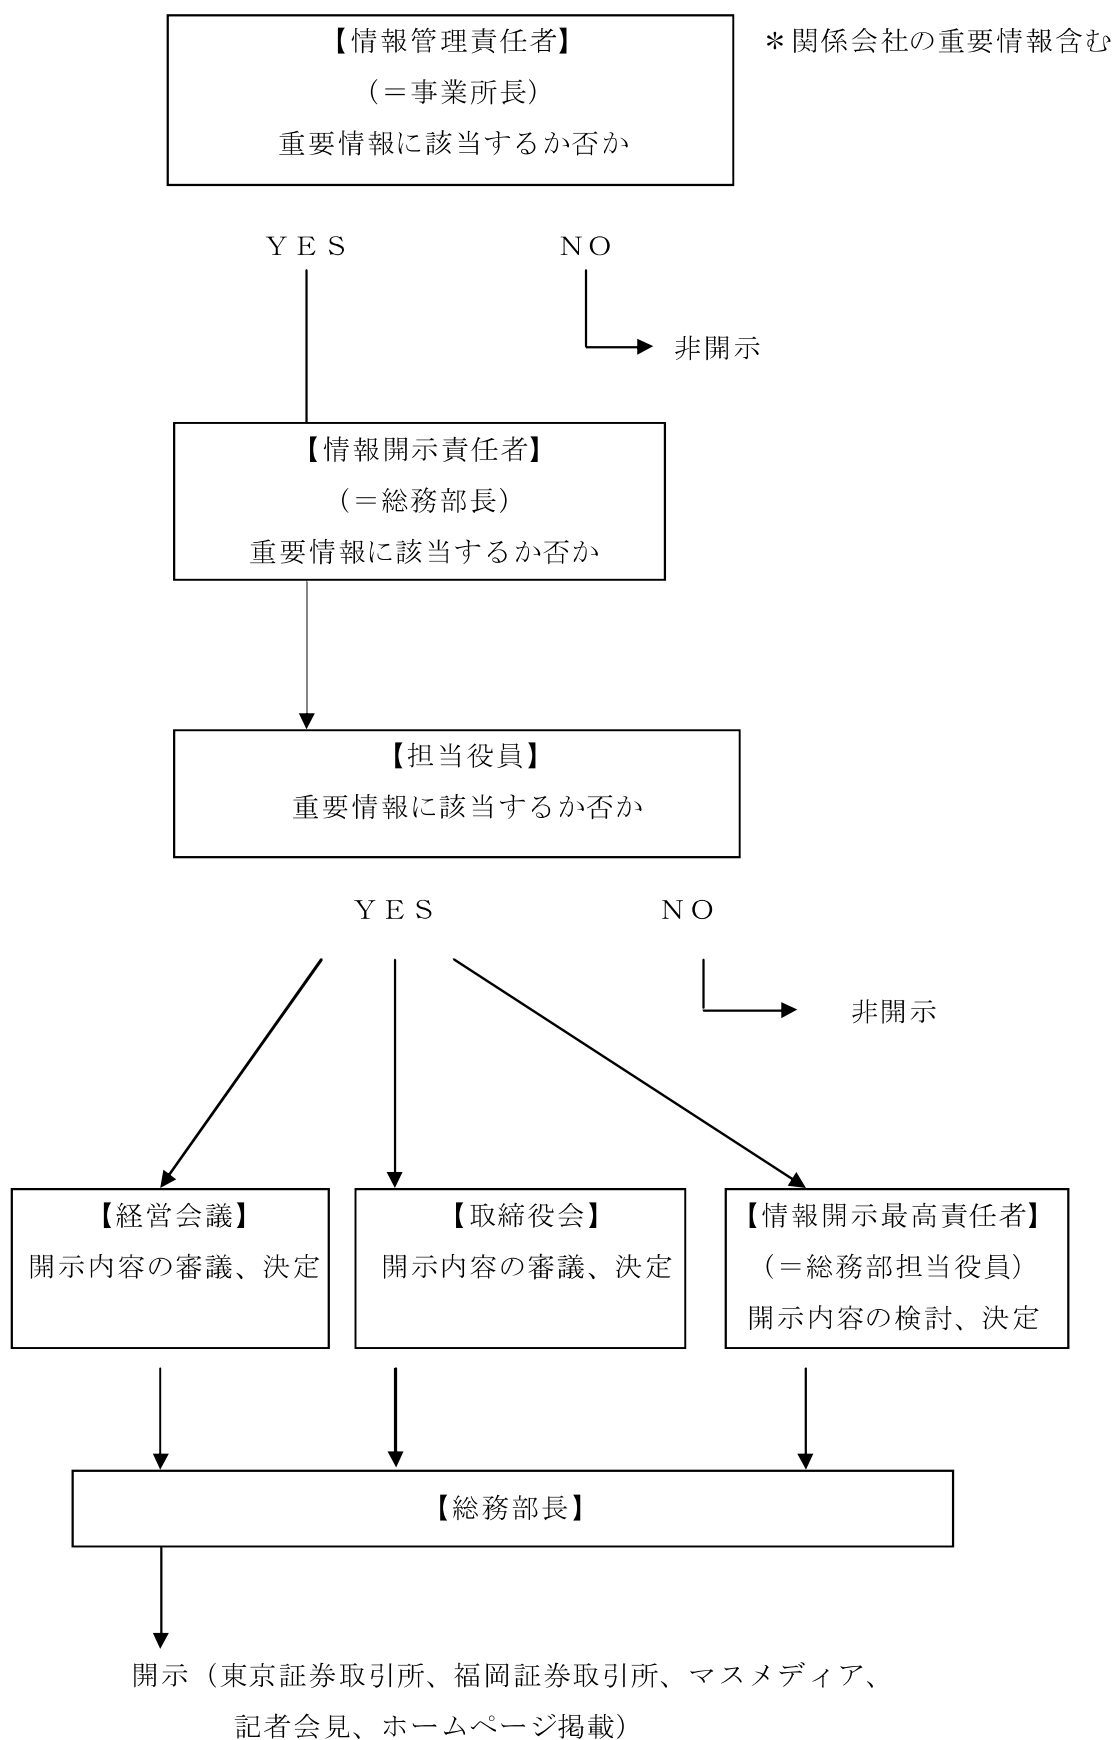 【情報管理責任者】
＊関係会社の重要情報含む
（＝事業所長）
重要情報に該当するか否か
ＹＥＳ
ＮＯ
非開示
【情報開示責任者】
（＝総務部長）
重要情報に該当するか否か
【担当役員】
重要情報に該当するか否か
ＹＥＳ
ＮＯ
非開示
【経営会議】
開示内容の審議、決定
【取締役会】
開示内容の審議、決定
【情報開示最高責任者】
（＝総務部担当役員）
開示内容の検討、決定
【総務部長】
開示（東京証券取引所、福岡証券取引所、マスメディア、
記者会見、ホームページ掲載）